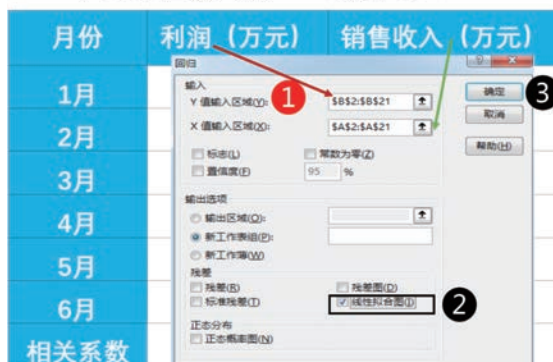 月份 利润（万元） 销售收入（万元）
回归
1月
2月
3月
4月
5月
6月
相关系数
输入
Y 值输入区域(Y): $B$2:$B$21
1
X 值输入区域(X): $A$2:$A$21
标志(L) 常数为零(Z)
置信度(F) 95 %
输出选项
输出区域(O):
新工作表组(P):
新工作簿(W)
残差
残差(R) 残差图(D)
标准残差(T) 线性拟合图(I)
2
正态分布
正态概率图(N)
确定
3
取消
帮助(H)